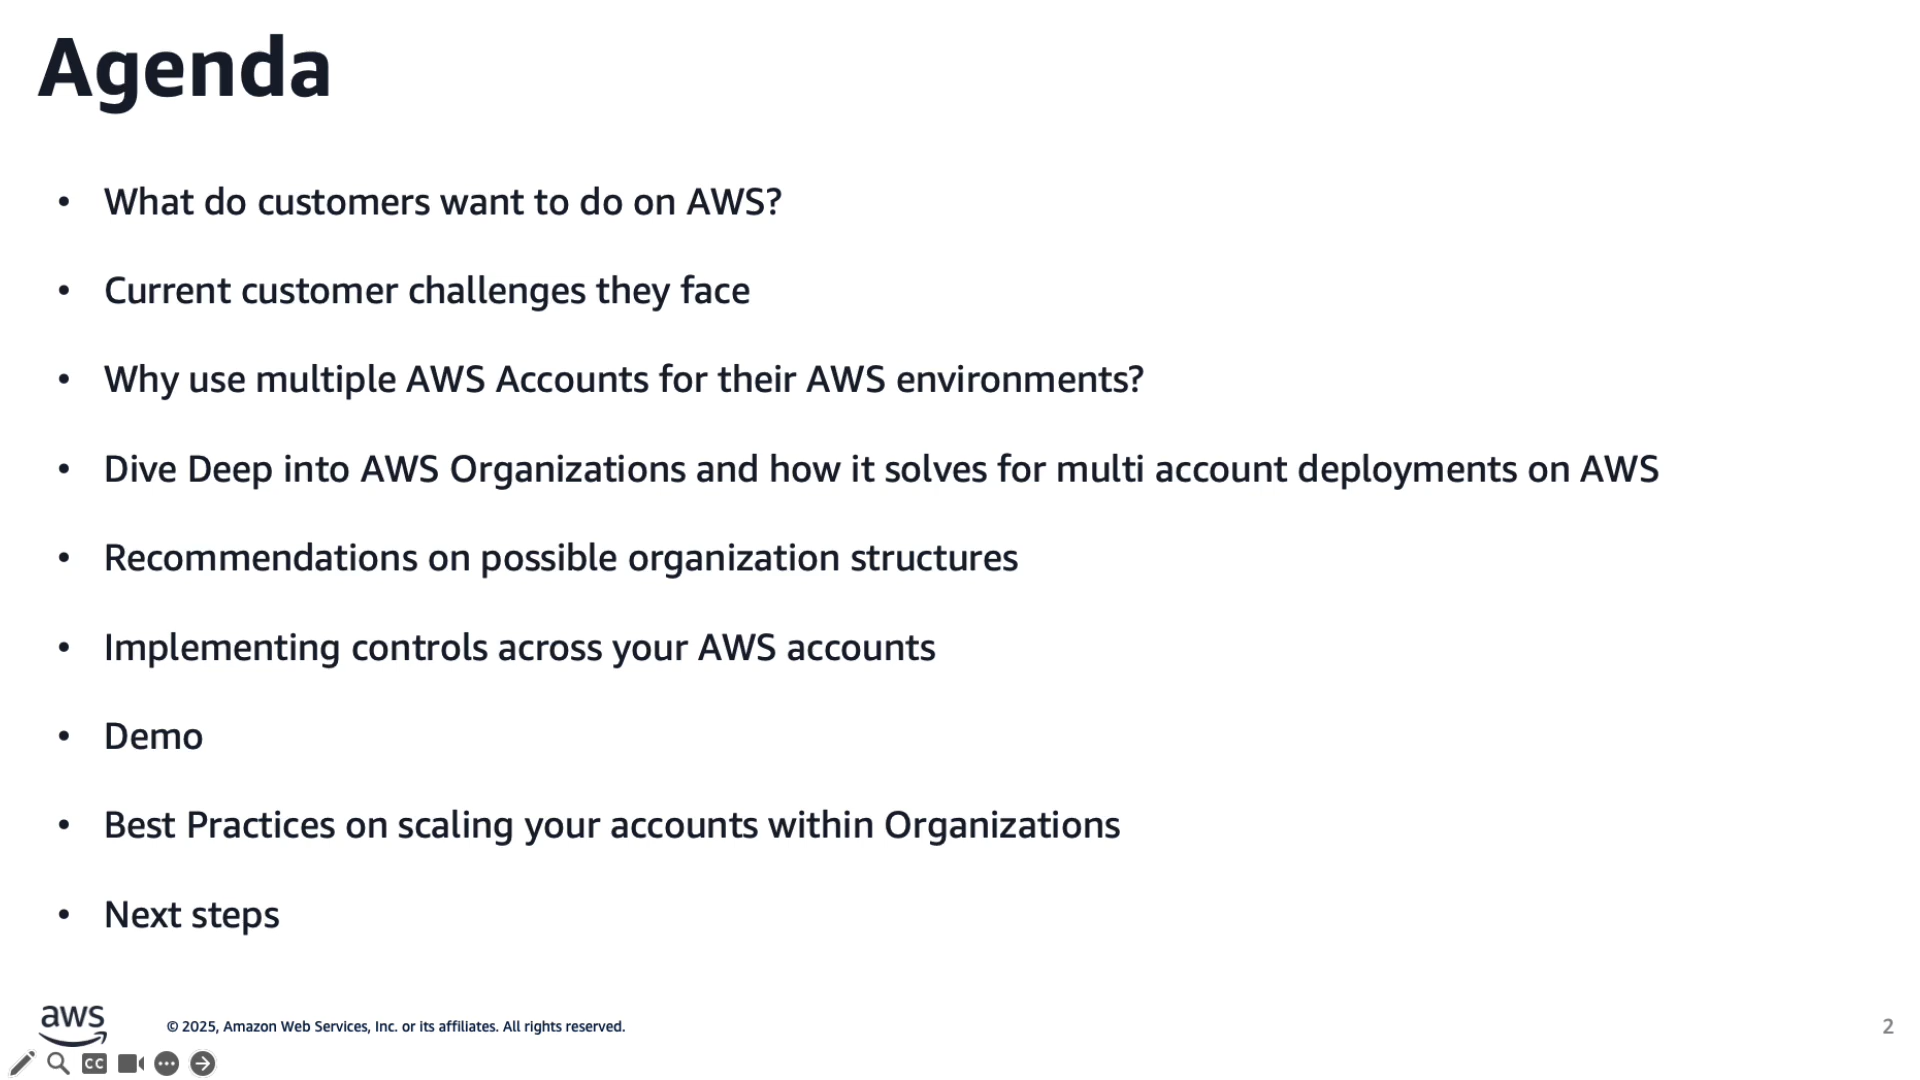 Agenda
• What do customers want to do on AWS?
• Current customer challenges they face
• Why use multiple AWS Accounts for their AWS environments?
• Dive Deep into AWS Organizations and how it solves for multi account deployments on AWS
• Recommendations on possible organization structures
• Implementing controls across your AWS accounts
• Demo
• Best Practices on scaling your accounts within Organizations
• Next steps
aws
© 2025, Amazon Web Services, Inc. or its affiliates. All rights reserved.
2
CC